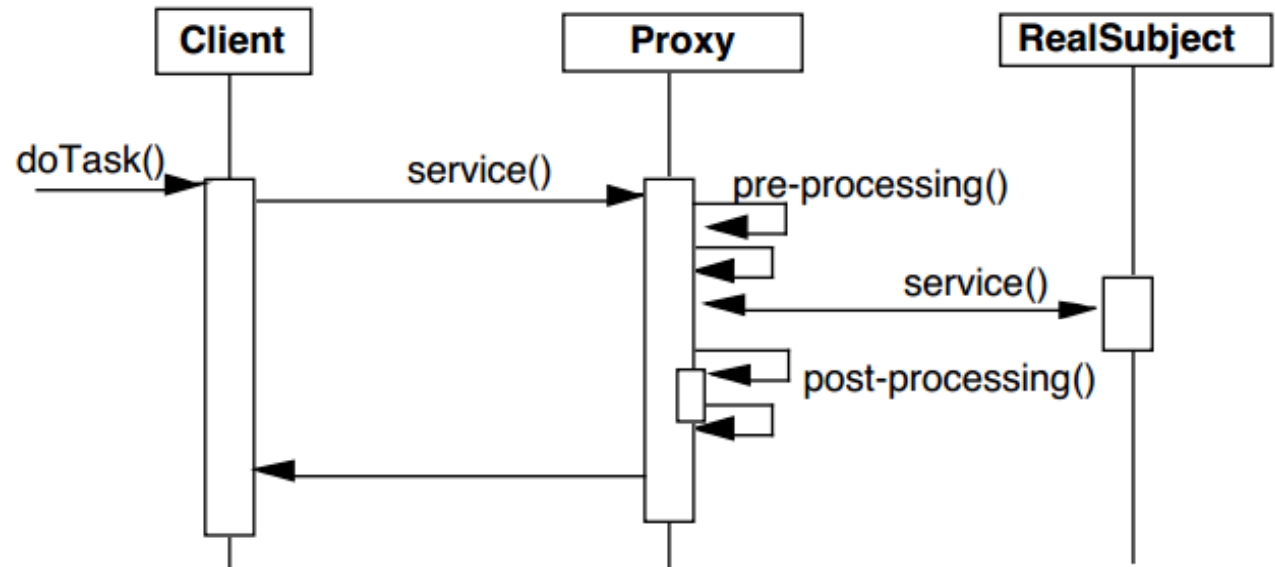 Client
Proxy
RealSubject
doTask()
service()
pre-processing()
service()
post-processing()